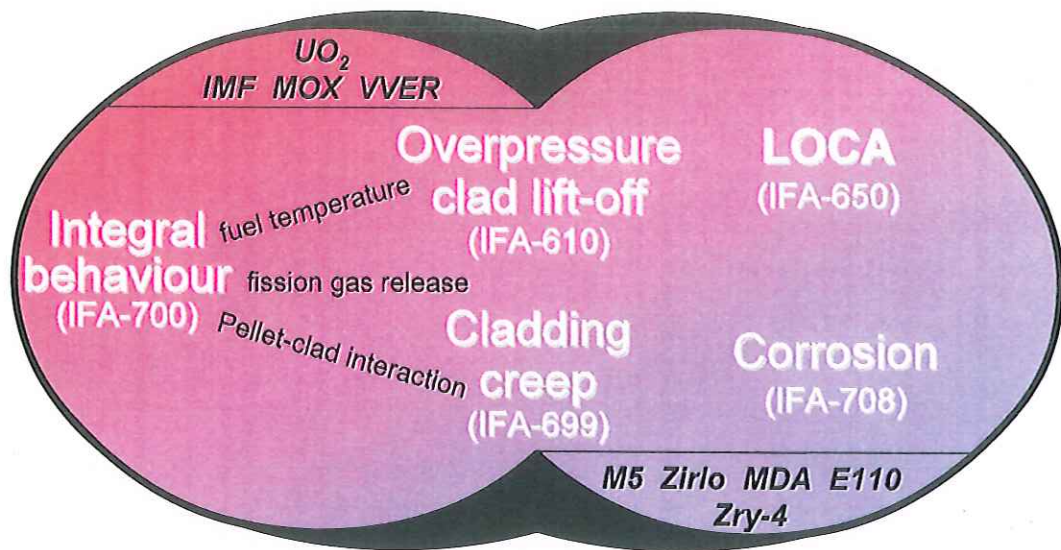 UO₂
IMF MOX VVER
Overpressure
clad lift-off
(IFA-610)
LOCA
(IFA-650)
Integral
behaviour
(IFA-700)
fuel temperature
fission gas release
Pellet-clad interaction
Cladding
creep
(IFA-699)
Corrosion
(IFA-708)
M5 Zirlo MDA E110
Zry-4